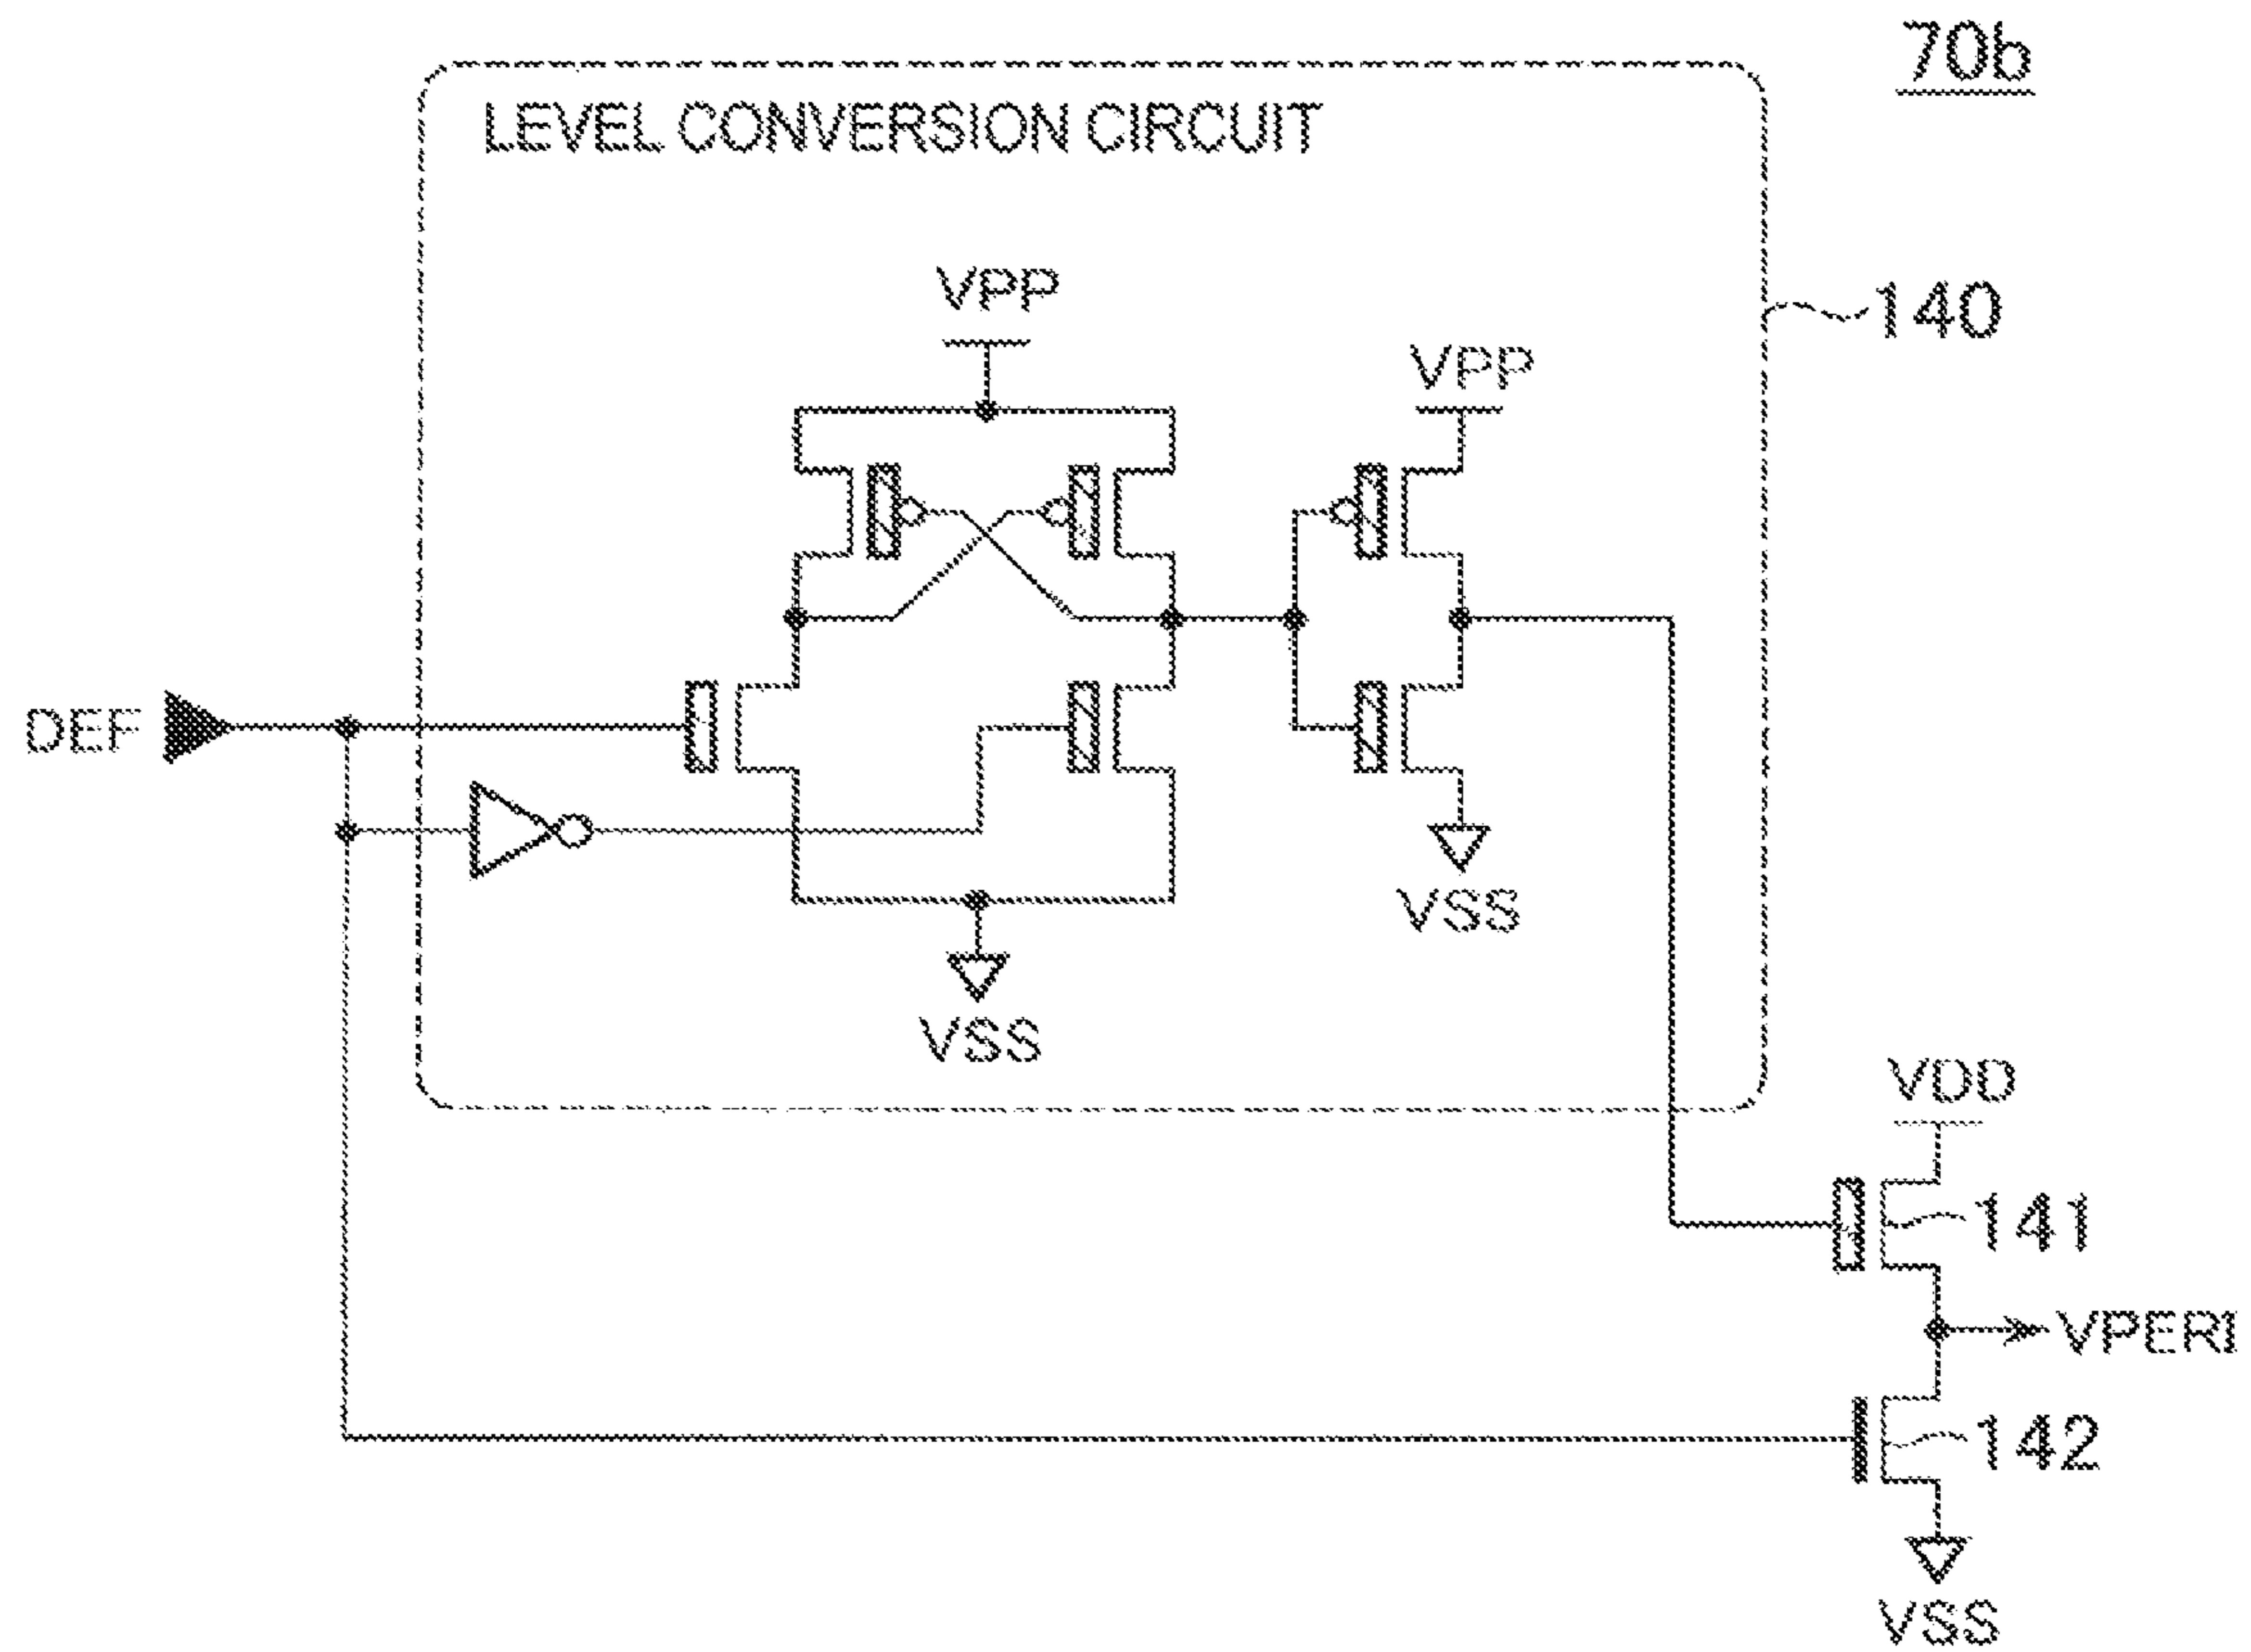 70b
LEVEL CONVERSION CIRCUIT
VPP
140
VPP
DEF
VSS
VSS
VDD
141
VPERI
142
VSS